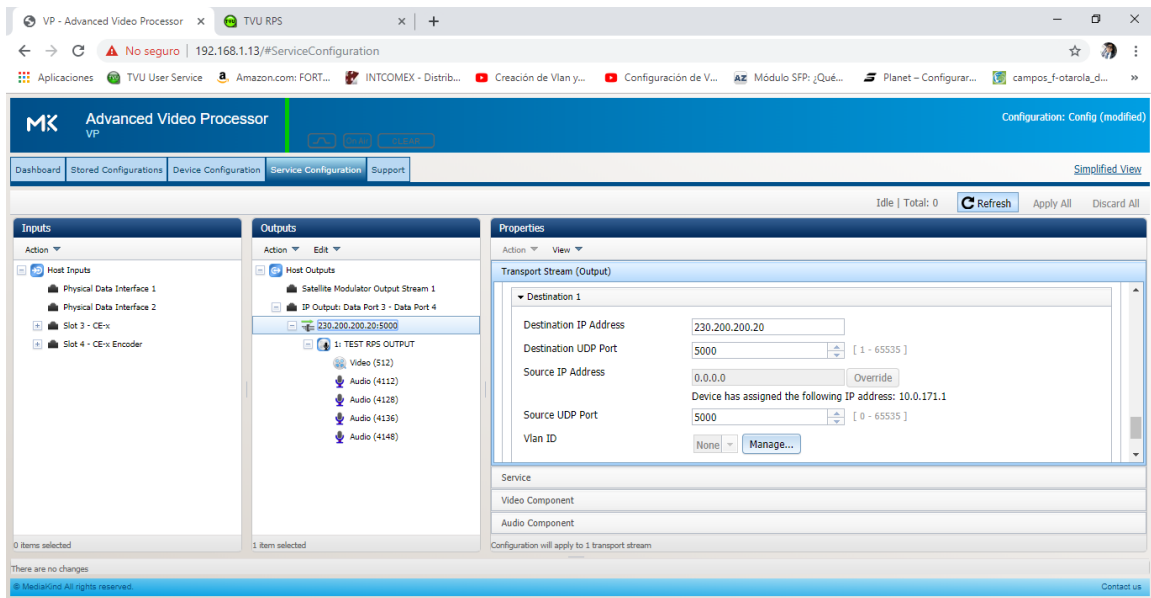 VP - Advanced Video Processor
TVU RPS
No seguro | 192.168.1.13/#ServiceConfiguration
Aplicaciones TVU User Service Amazon.com: FORT... INTCOMEX - Distrib... Creación de Vlan y... Configuración de V... Módulo SFP: ¿Qué... Planet – Configurar... campos_f-otarola_d... »
MK Advanced Video Processor
VP
On Air CLEAR
Configuration: Config (modified)
Dashboard Stored Configurations Device Configuration Service Configuration Support Simplified View
Idle | Total: 0 Refresh Apply All Discard All
Inputs
Action
Host Inputs
Physical Data Interface 1
Physical Data Interface 2
Slot 3 - CE-x
Slot 4 - CE-x Encoder
0 items selected
Outputs
Action Edit
Host Outputs
Satellite Modulator Output Stream 1
IP Output: Data Port 3 - Data Port 4
230.200.200.20:5000
1: TEST RPS OUTPUT
Video (512)
Audio (4112)
Audio (4128)
Audio (4136)
Audio (4148)
1 item selected
Properties
Action View
Transport Stream (Output)
Destination 1
Destination IP Address 230.200.200.20
Destination UDP Port 5000 [ 1 - 65535 ]
Source IP Address 0.0.0.0 Override
Device has assigned the following IP address: 10.0.171.1
Source UDP Port 5000 [ 0 - 65535 ]
Vlan ID None Manage...
Service
Video Component
Audio Component
Configuration will apply to 1 transport stream
There are no changes
© MediaKind All rights reserved. Contact us